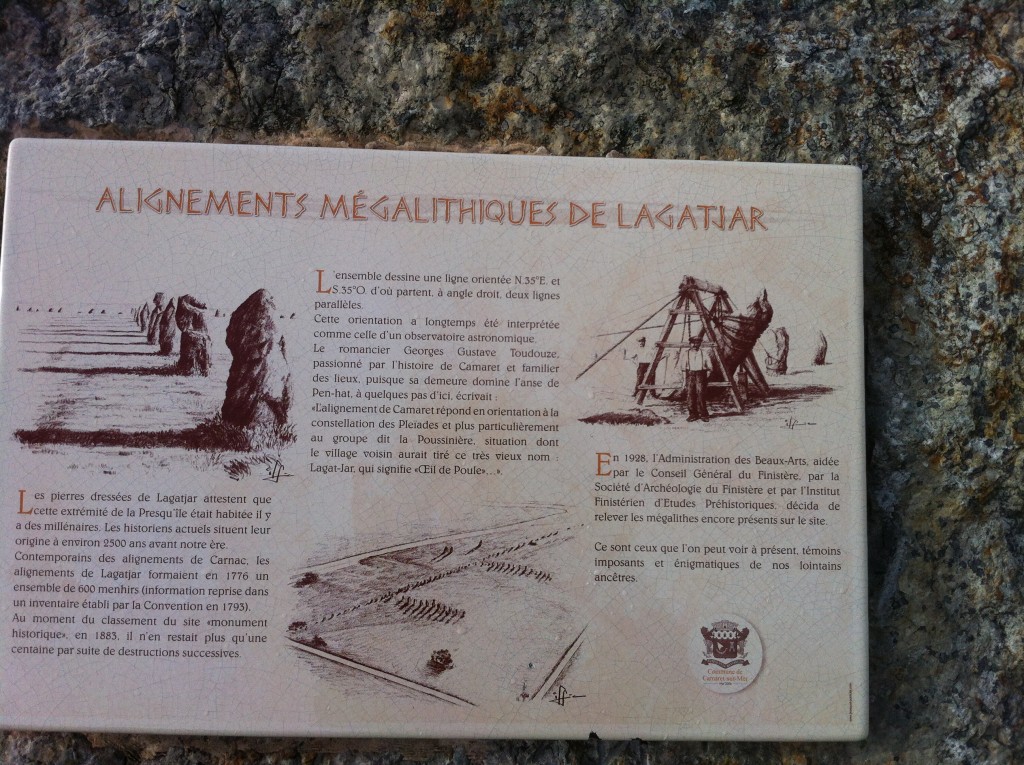 ALIGNEMENTS MÉGALITHIQUES DE LAGATJAR
Les pierres dressées de Lagatjar attestent que
cette extrémité de la Presqu'île était habitée il y
a des millénaires. Les historiens actuels situent leur
origine à environ 2500 ans avant notre ère.
Contemporains des alignements de Carnac, les
alignements de Lagatjar formaient en 1776 un
ensemble de 600 menhirs (information reprise dans
un inventaire établi par la Convention en 1793).
Au moment du classement du site «monument
historique», en 1883, il n'en restait plus qu'une
centaine par suite de destructions successives.
L'ensemble dessine une ligne orientée N.35°E. et
S.35°O. d'où partent, à angle droit, deux lignes
parallèles.
Cette orientation a longtemps été interprétée
comme celle d'un observatoire astronomique.
Le romancier Georges Gustave Toudouze,
passionné par l'histoire de Camaret et familier
des lieux, puisque sa demeure domine l'anse de
Pen-hat, à quelques pas d'ici, écrivait :
«L'alignement de Camaret répond en orientation à la
constellation des Pleïades et plus particulièrement
au groupe dit la Poussinière, situation dont
le village voisin aurait tiré ce très vieux nom :
Lagat-Jar, qui signifie «Œil de Poule»...».
En 1928, l'Administration des Beaux-Arts, aidée
par le Conseil Général du Finistère, par la
Société d'Archéologie du Finistère et par l'Institut
Finistérien d'Etudes Préhistoriques, décida de
relever les mégalithes encore présents sur le site.
Ce sont ceux que l'on peut voir à présent, témoins
imposants et énigmatiques de nos lointains
ancêtres.
Commune de
Camaret-sur-Mer